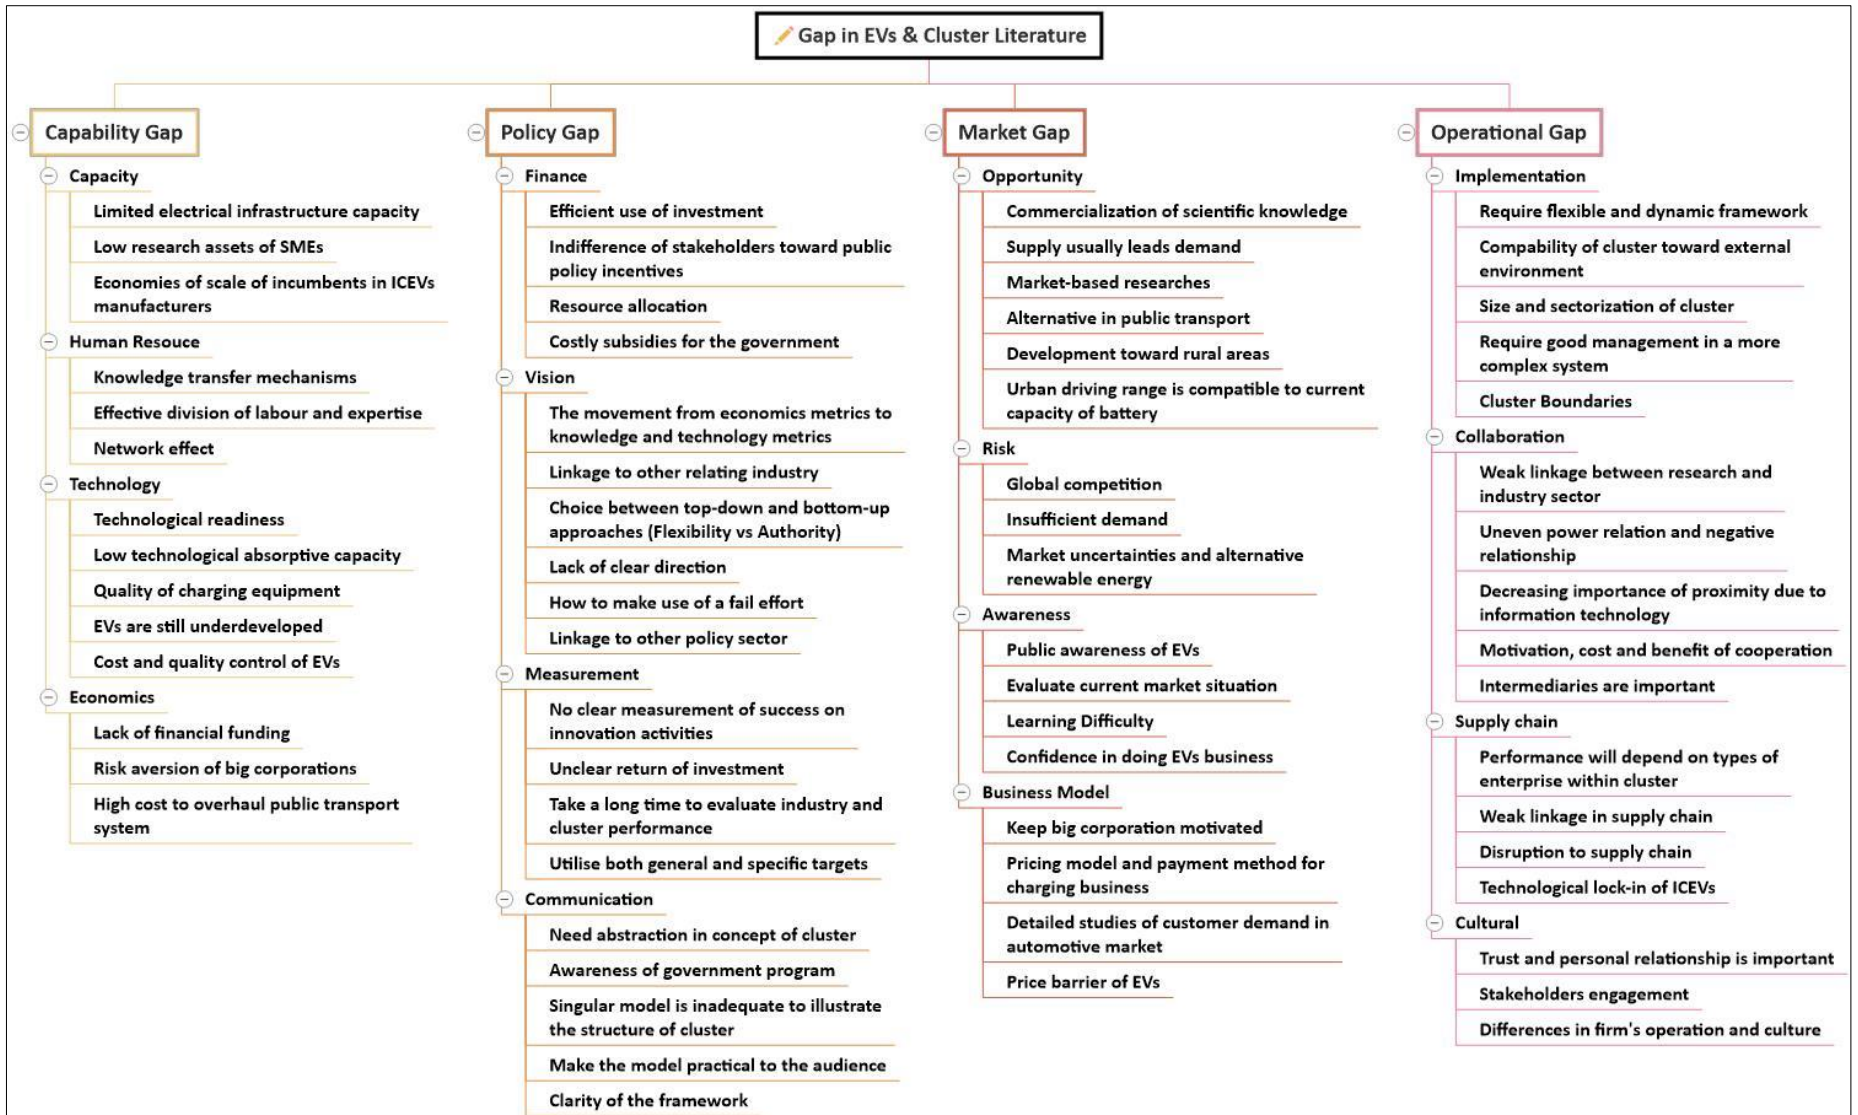 Gap in EVs & Cluster Literature
Capability Gap
Capacity
Limited electrical infrastructure capacity
Low research assets of SMEs
Economies of scale of incumbents in ICEVs
manufacturers
Human Resouce
Knowledge transfer mechanisms
Effective division of labour and expertise
Network effect
Technology
Technological readiness
Low technological absorptive capacity
Quality of charging equipment
EVs are still underdeveloped
Cost and quality control of EVs
Economics
Lack of financial funding
Risk aversion of big corporations
High cost to overhaul public transport
system
Policy Gap
Finance
Efficient use of investment
Indifference of stakeholders toward public
policy incentives
Resource allocation
Costly subsidies for the government
Vision
The movement from economics metrics to
knowledge and technology metrics
Linkage to other relating industry
Choice between top-down and bottom-up
approaches (Flexibility vs Authority)
Lack of clear direction
How to make use of a fail effort
Linkage to other policy sector
Measurement
No clear measurement of success on
innovation activities
Unclear return of investment
Take a long time to evaluate industry and
cluster performance
Utilise both general and specific targets
Communication
Need abstraction in concept of cluster
Awareness of government program
Singular model is inadequate to illustrate
the structure of cluster
Make the model practical to the audience
Clarity of the framework
Market Gap
Opportunity
Commercialization of scientific knowledge
Supply usually leads demand
Market-based researches
Alternative in public transport
Development toward rural areas
Urban driving range is compatible to current
capacity of battery
Risk
Global competition
Insufficient demand
Market uncertainties and alternative
renewable energy
Awareness
Public awareness of EVs
Evaluate current market situation
Learning Difficulty
Confidence in doing EVs business
Business Model
Keep big corporation motivated
Pricing model and payment method for
charging business
Detailed studies of customer demand in
automotive market
Price barrier of EVs
Operational Gap
Implementation
Require flexible and dynamic framework
Compability of cluster toward external
environment
Size and sectorization of cluster
Require good management in a more
complex system
Cluster Boundaries
Collaboration
Weak linkage between research and
industry sector
Uneven power relation and negative
relationship
Decreasing importance of proximity due to
information technology
Motivation, cost and benefit of cooperation
Intermediaries are important
Supply chain
Performance will depend on types of
enterprise within cluster
Weak linkage in supply chain
Disruption to supply chain
Technological lock-in of ICEVs
Cultural
Trust and personal relationship is important
Stakeholders engagement
Differences in firm's operation and culture